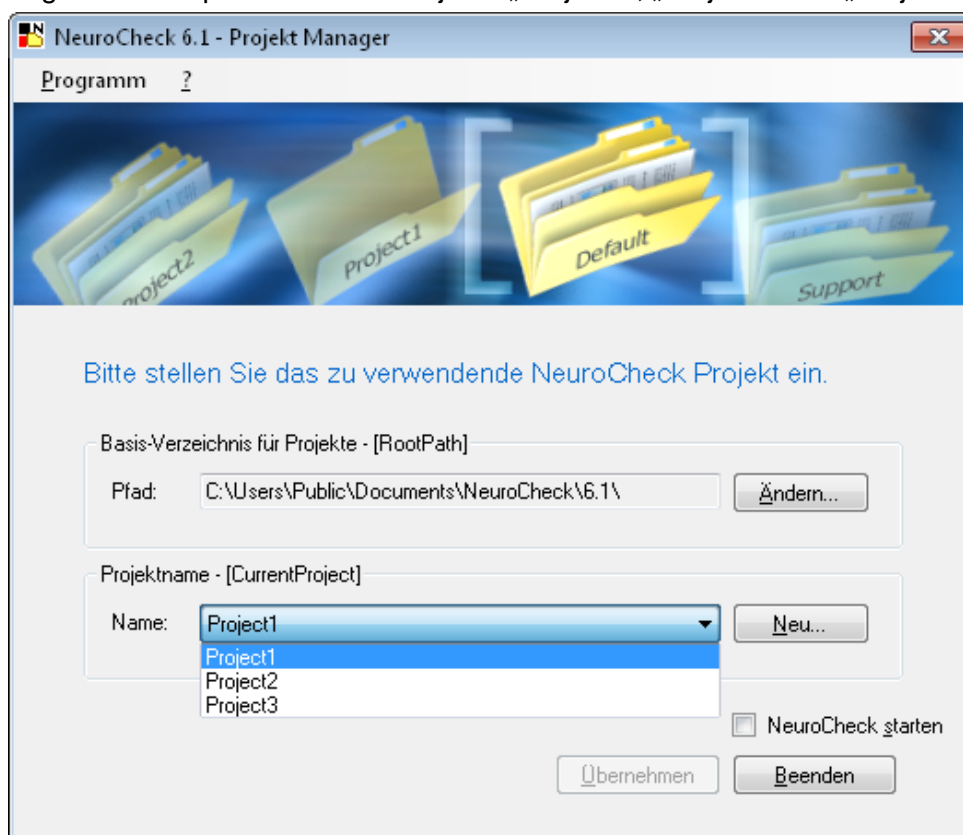 NeuroCheck 6.1 - Projekt Manager
Programm ?
Project2
Project1
Default
Support
Bitte stellen Sie das zu verwendende NeuroCheck Projekt ein.
Basis-Verzeichnis für Projekte - [RootPath]
Pfad: C:\Users\Public\Documents\NeuroCheck\6.1\ Ändern...
Projektname - [CurrentProject]
Name: Project1 Neu...
Project1
Project2
Project3
NeuroCheck starten
Übernehmen Beenden